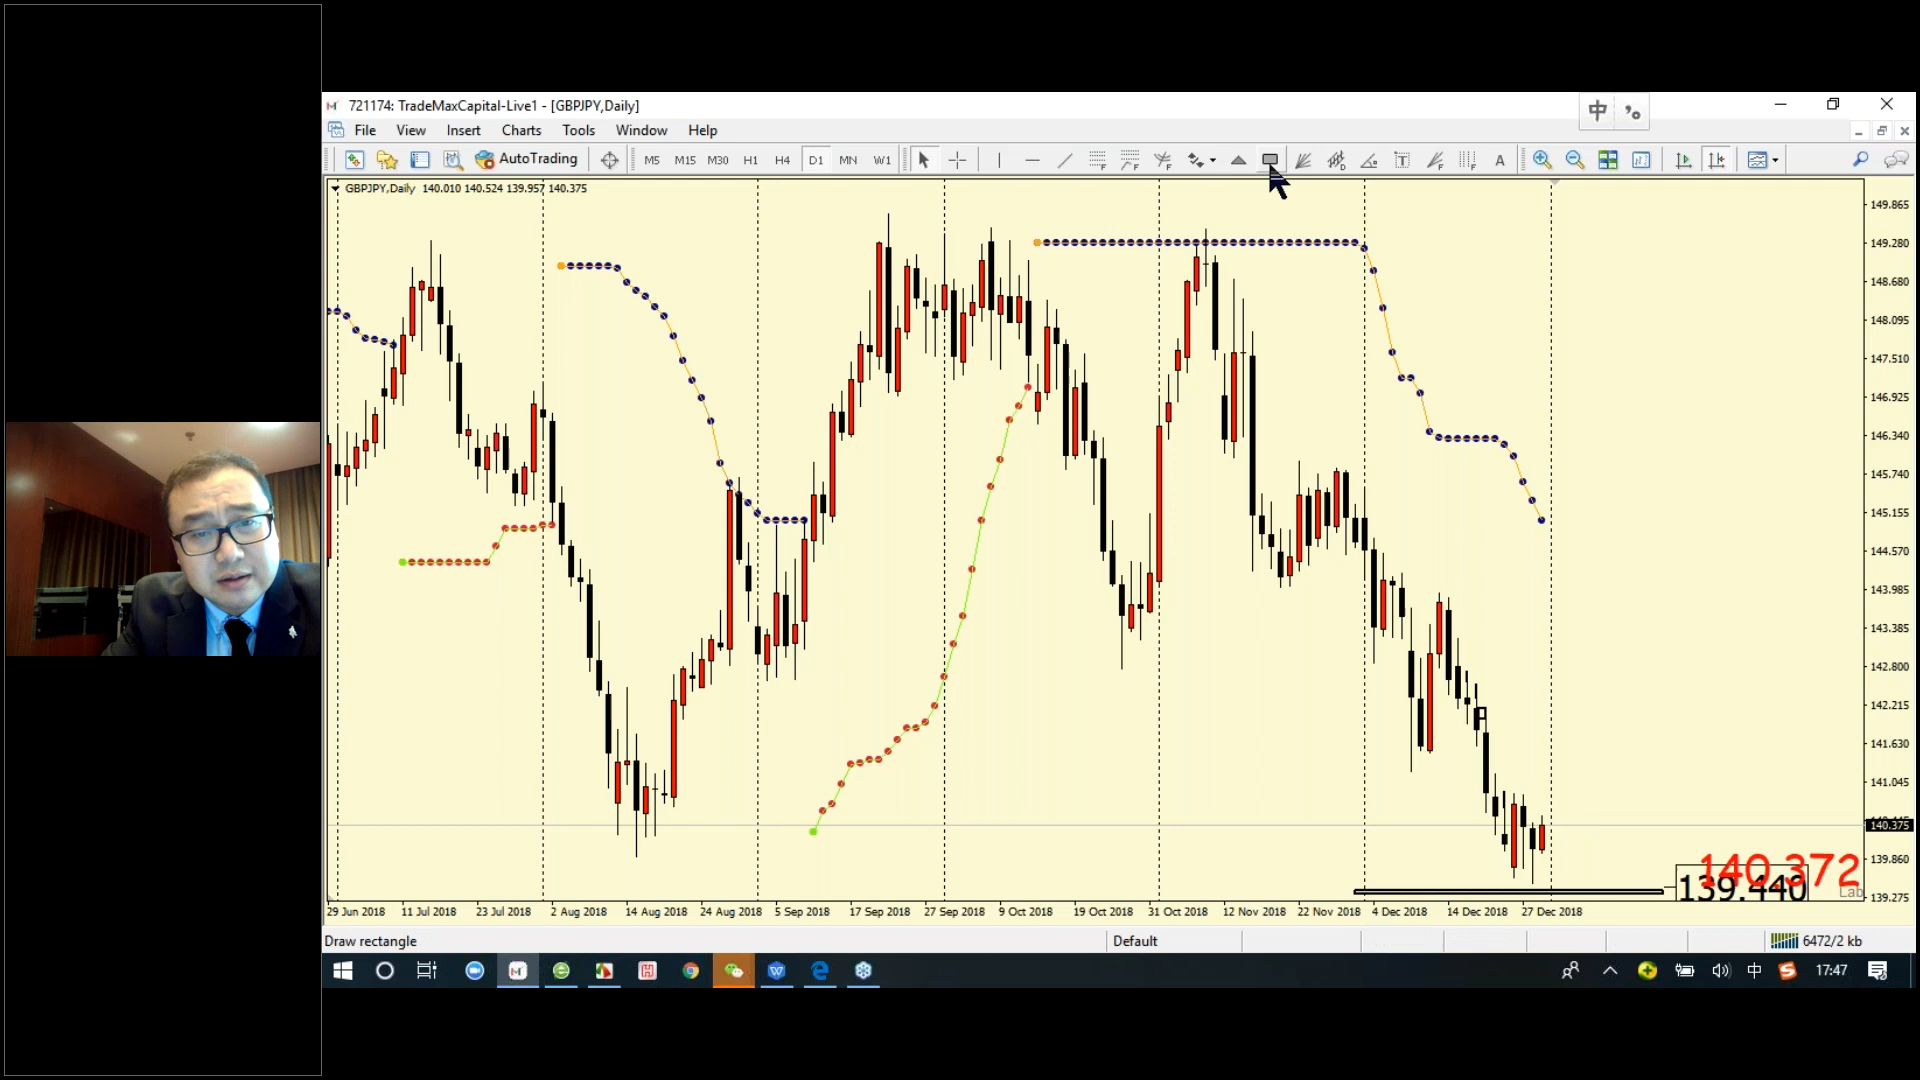 721174: TradeMaxCapital-Live1 - [GBPJPY,Daily]
中
File View Insert Charts Tools Window Help
AutoTrading M5 M15 M30 H1 H4 D1 MN W1 A
GBPJPY,Daily 140.010 140.524 139.957 140.375
149.865
149.280
148.680
148.095
147.510
146.925
146.340
145.740
145.155
144.570
143.985
143.385
142.800
142.215
141.630
141.045
140.375
139.860
139.275
140.372
139.440
Lab
29 Jun 2018 11 Jul 2018 23 Jul 2018 2 Aug 2018 14 Aug 2018 24 Aug 2018 5 Sep 2018 17 Sep 2018 27 Sep 2018 9 Oct 2018 19 Oct 2018 31 Oct 2018 12 Nov 2018 22 Nov 2018 4 Dec 2018 14 Dec 2018 27 Dec 2018
Draw rectangle Default 6472/2 kb
中 17:47